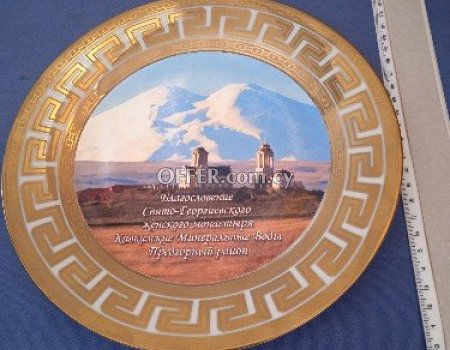 OFFER.com.cy
Благословение
Свято-Георгиевского
женского монастыря
Кавказские Минеральные Воды
Предгорный район